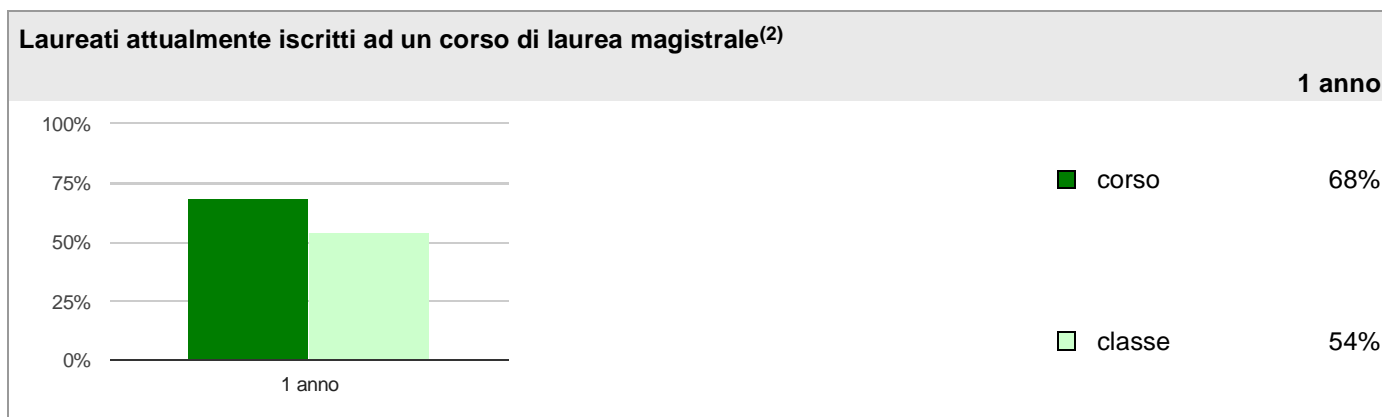 Laureati attualmente iscritti ad un corso di laurea magistrale(2)
1 anno
100%
75%
50%
25%
0%
1 anno
corso 68%
classe 54%